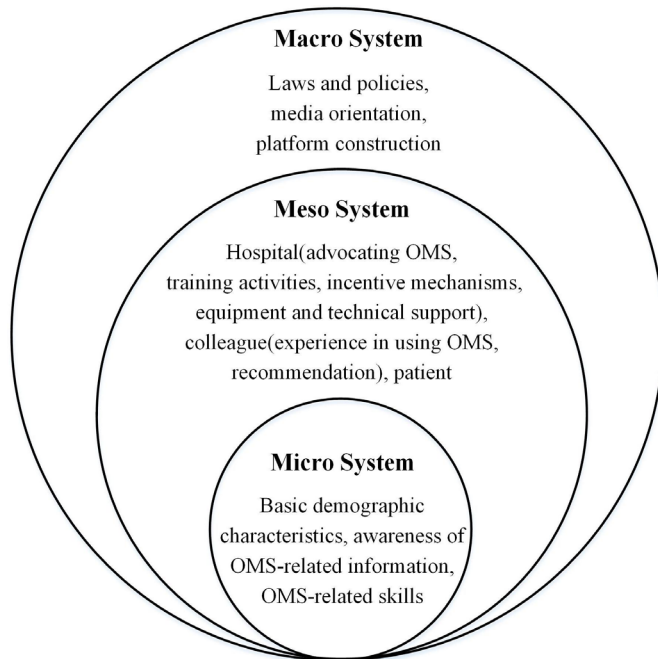 Macro System
Laws and policies,
media orientation,
platform construction
Meso System
Hospital(advocating OMS,
training activities, incentive mechanisms,
equipment and technical support),
colleague(experience in using OMS,
recommendation), patient
Micro System
Basic demographic
characteristics, awareness of
OMS-related information,
OMS-related skills